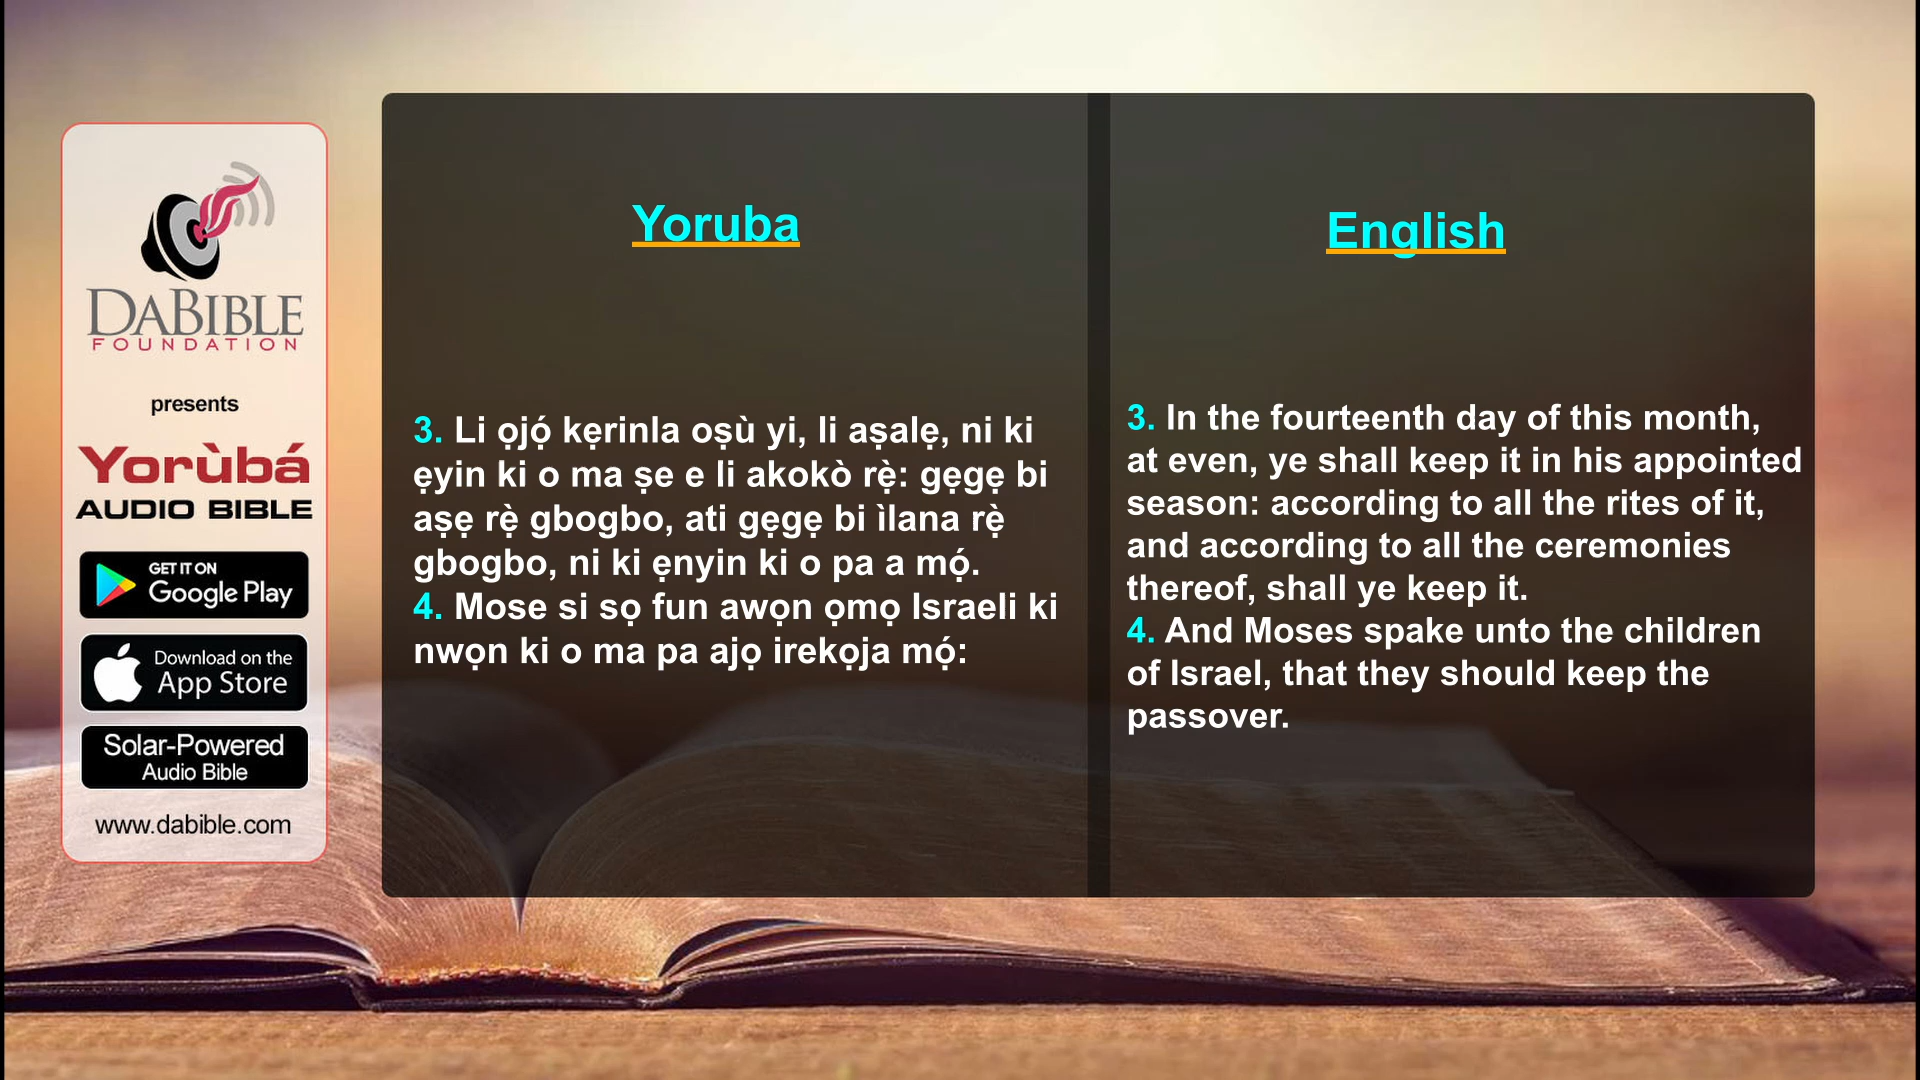 DABIBLE
FOUNDATION
presents
Yorùbá
AUDIO BIBLE
GET IT ON
Google Play
Download on the
App Store
Solar-Powered
Audio Bible
www.dabible.com
Yoruba
3. Li ọjọ́ kẹrinla oṣù yi, li aṣalẹ, ni ki
ẹyin ki o ma ṣe e li akokò rẹ̀: gẹgẹ bi
aṣẹ rẹ̀ gbogbo, ati gẹgẹ bi ìlana rẹ̀
gbogbo, ni ki ẹnyin ki o pa a mọ́.
4. Mose si sọ fun awọn ọmọ Israeli ki
nwọn ki o ma pa ajọ irekọja mọ́:
English
3. In the fourteenth day of this month,
at even, ye shall keep it in his appointed
season: according to all the rites of it,
and according to all the ceremonies
thereof, shall ye keep it.
4. And Moses spake unto the children
of Israel, that they should keep the
passover.